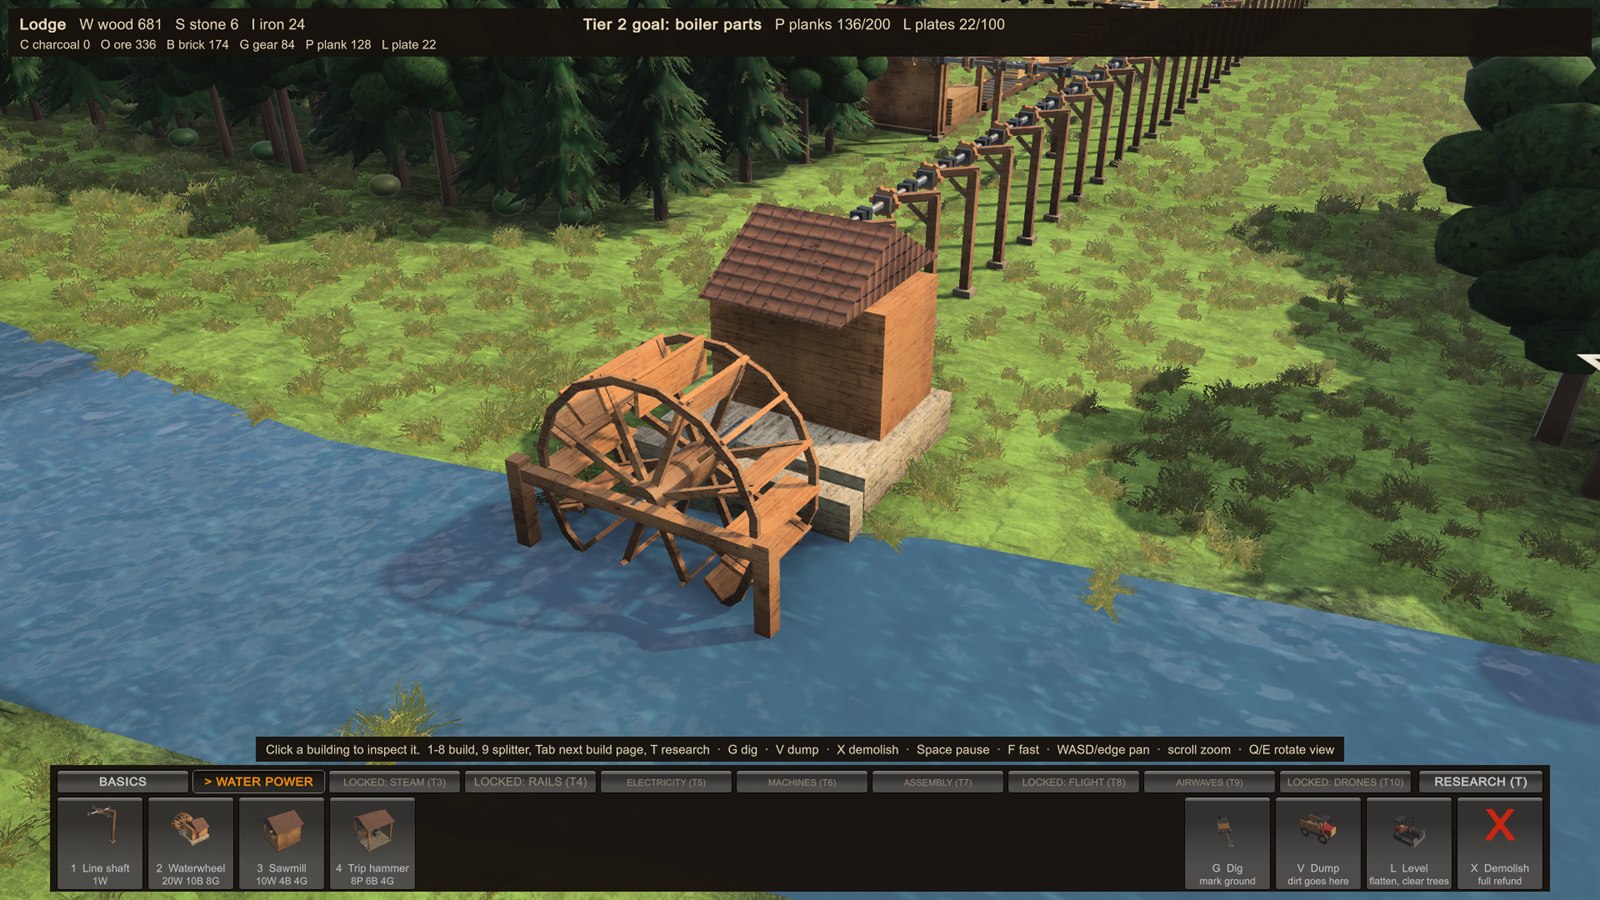 Lodge W wood 681 S stone 6 I iron 24
C charcoal 0 O ore 336 B brick 174 G gear 84 P plank 128 L plate 22
Tier 2 goal: boiler parts P planks 136/200 L plates 22/100
Click a building to inspect it. 1-8 build, 9 splitter, Tab next build page, T research · G dig · V dump · X demolish · Space pause · F fast · WASD/edge pan · scroll zoom · Q/E rotate view
BASICS
> WATER POWER
LOCKED: STEAM (T3)
LOCKED: RAILS (T4)
ELECTRICITY (T5)
MACHINES (T6)
ASSEMBLY (T7)
LOCKED: FLIGHT (T8)
AIRWAYS (T9)
LOCKED: DRONES (T10)
RESEARCH (T)
1 Line shaft
1W
2 Waterwheel
20W 10B 8G
3 Sawmill
10W 4B 4G
4 Trip hammer
8P 6B 4G
G Dig
mark ground
V Dump
dirt goes here
L Level
flatten, clear trees
X Demolish
full refund